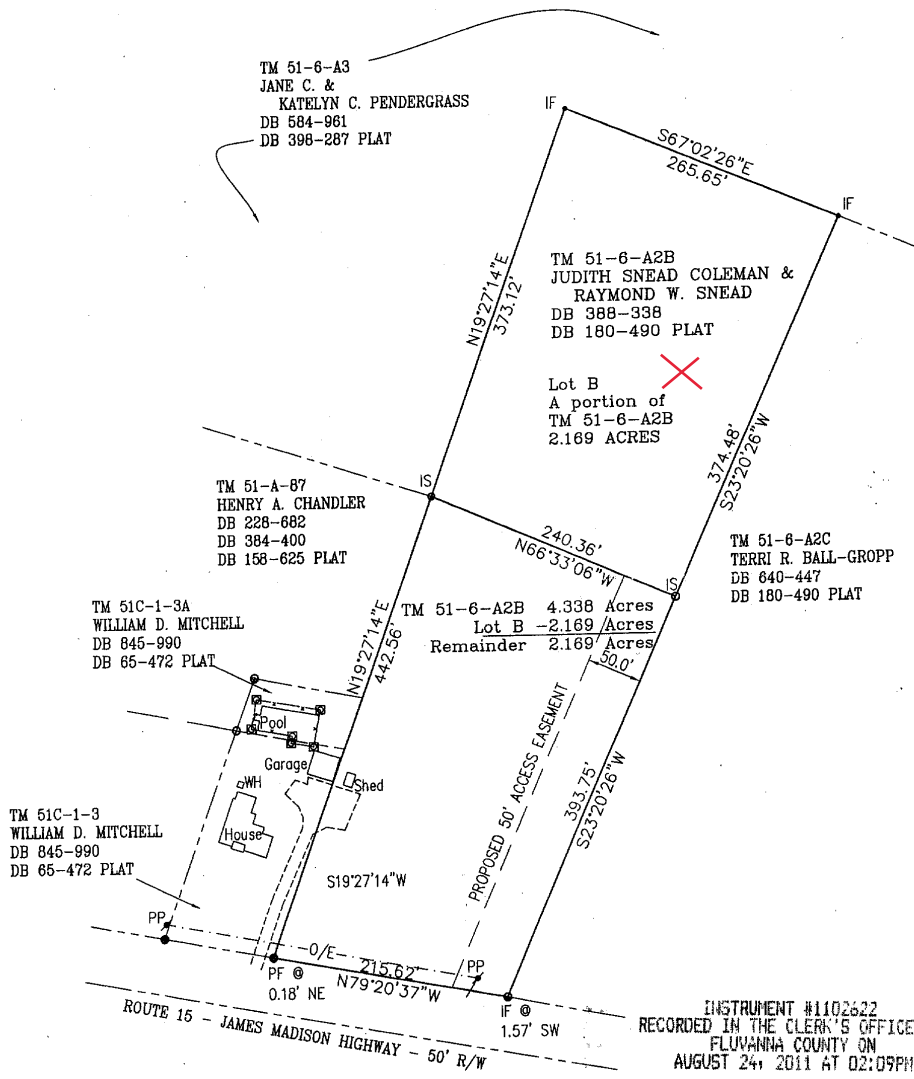 TM 51-6-A3
JANE C. &
KATELYN C. PENDERGRASS
DB 584-961
DB 398-287 PLAT
IF
S67°02'26"E
265.65'
IF
N19°27'14"E
373.12'
TM 51-6-A2B
JUDITH SNEAD COLEMAN &
RAYMOND W. SNEAD
DB 388-338
DB 180-490 PLAT
Lot B
A portion of
TM 51-6-A2B
2.169 ACRES
374.48'
S23°20'26"W
IS
TM 51-A-87
HENRY A. CHANDLER
DB 228-682
DB 384-400
DB 158-625 PLAT
240.36'
N66°33'06"W
IS
TM 51-6-A2C
TERRI R. BALL-GROPP
DB 640-447
DB 180-490 PLAT
TM 51C-1-3A
WILLIAM D. MITCHELL
DB 845-990
DB 65-472 PLAT
N19°27'14"E
442.56'
TM 51-6-A2B 4.338 Acres
Lot B -2.169 Acres
Remainder 2.169 Acres
50.0'
Pool
Garage
Shed
WH
House
PROPOSED 50' ACCESS EASEMENT
393.75'
S23°20'26"W
TM 51C-1-3
WILLIAM D. MITCHELL
DB 845-990
DB 65-472 PLAT
S19°27'14"W
PP
O/E
215.62'
N79°20'37"W
PP
PF @
0.18' NE
IF @
1.57' SW
ROUTE 15 - JAMES MADISON HIGHWAY - 50' R/W
INSTRUMENT #1102622
RECORDED IN THE CLERK'S OFFICE
FLUVANNA COUNTY ON
AUGUST 24, 2011 AT 02:09PM